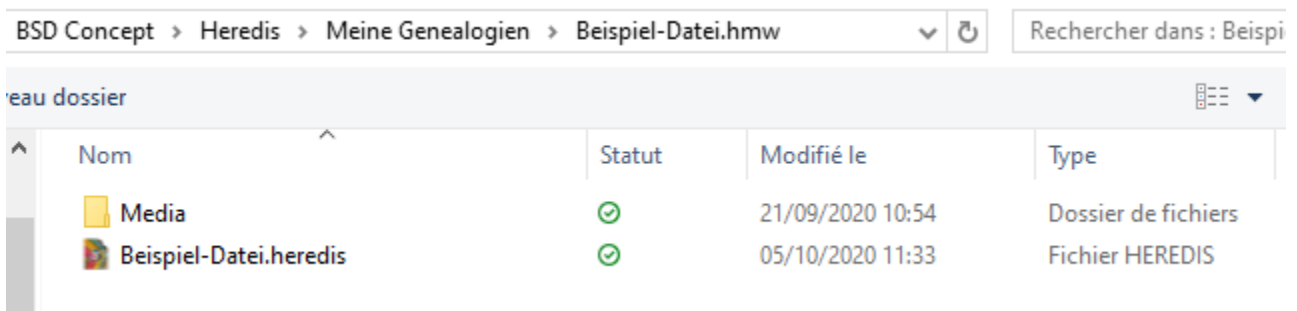 BSD Concept > Heredis > Meine Genealogien > Beispiel-Datei.hmw Rechercher dans : Beispi
veau dossier
Nom Statut Modifié le Type
Media 21/09/2020 10:54 Dossier de fichiers
Beispiel-Datei.heredis 05/10/2020 11:33 Fichier HEREDIS